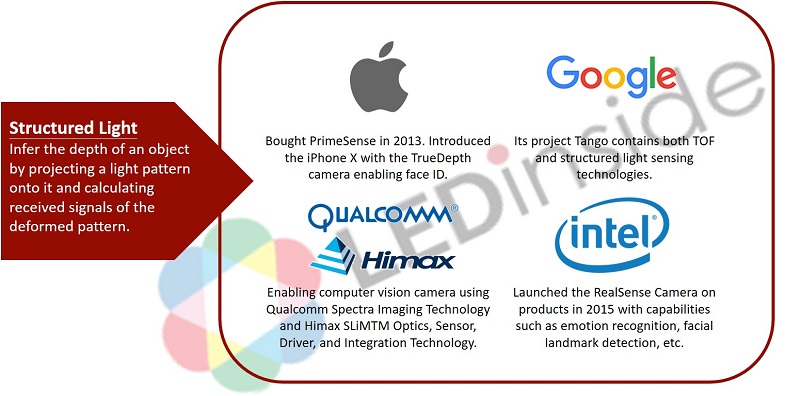 Structured Light
Infer the depth of an object
by projecting a light pattern
onto it and calculating
received signals of the
deformed pattern.
Google
Bought PrimeSense in 2013. Introduced
the iPhone X with the TrueDepth
camera enabling face ID.
Its project Tango contains both TOF
and structured light sensing
technologies.
QUALCOMM®
Himax
intel®
Enabling computer vision camera using
Qualcomm Spectra Imaging Technology
and Himax SLiMTM Optics, Sensor,
Driver, and Integration Technology.
Launched the RealSense Camera on
products in 2015 with capabilities
such as emotion recognition, facial
landmark detection, etc.
LEDinside